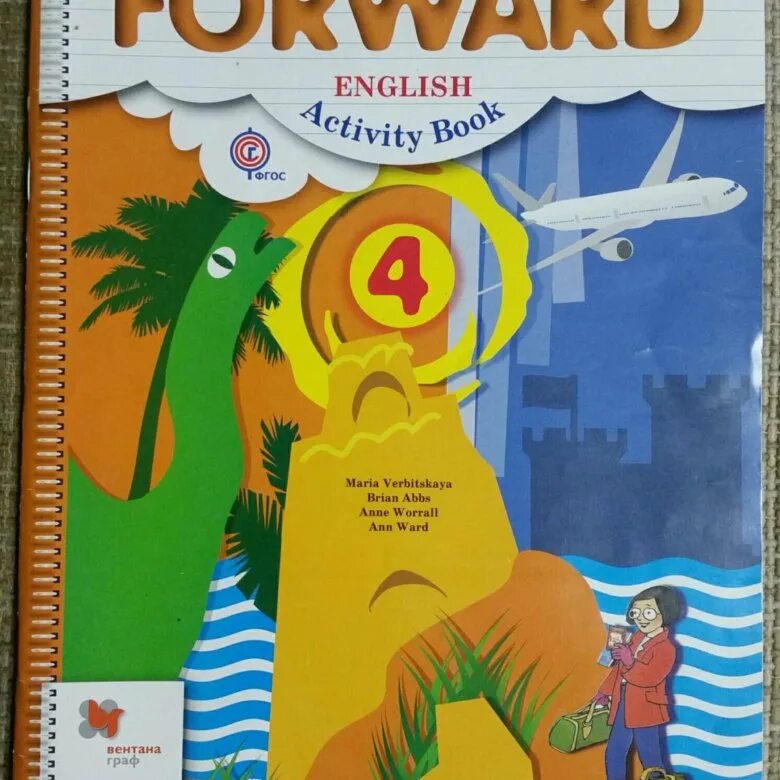 FORWARD
ENGLISH
Activity Book
ФГОС
4
Maria Verbitskaya
Brian Abbs
Anne Worrall
Ann Ward
вентана
граф